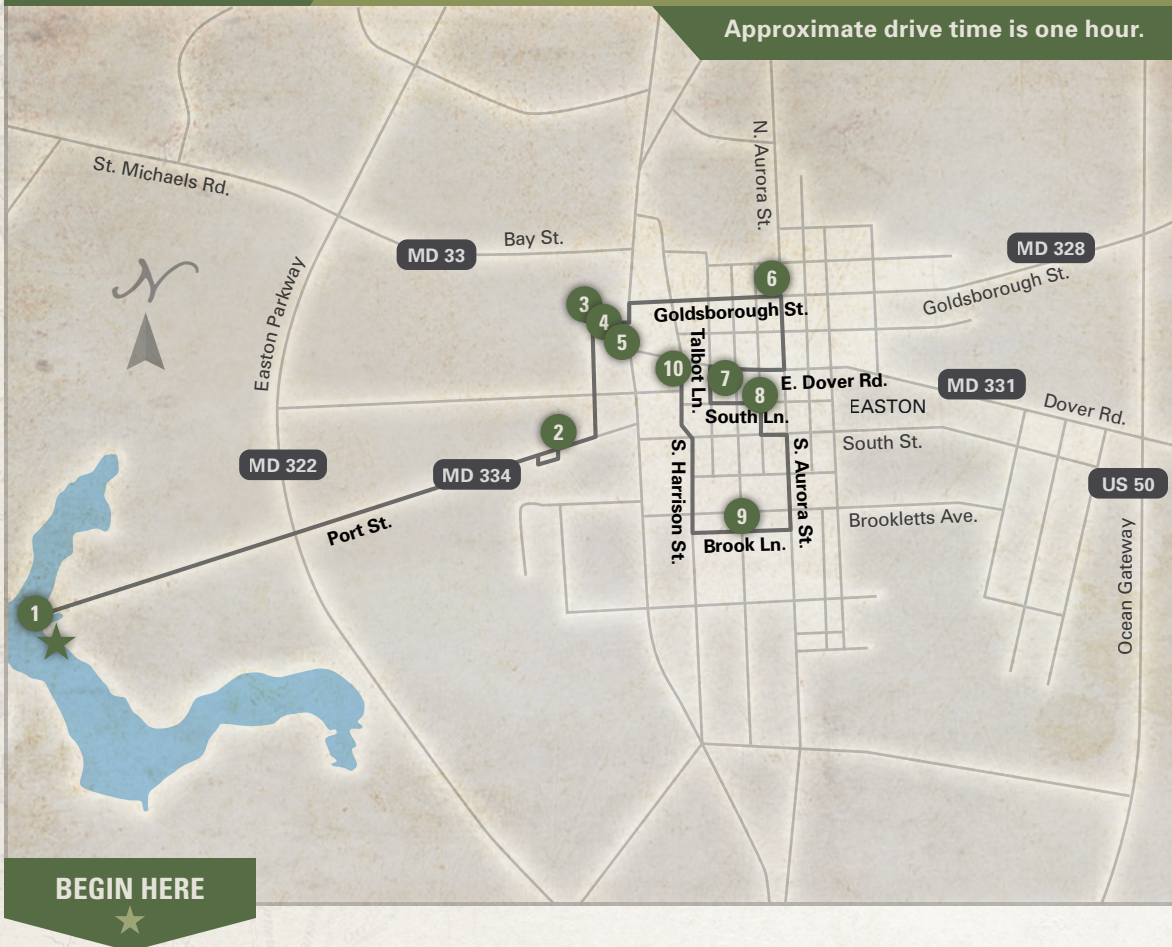 Approximate drive time is one hour.
N. Aurora St.
St. Michaels Rd.
Bay St.
MD 33
MD 328
Goldsborough St.
Easton Parkway
N
6
3
4
5
Goldsborough St.
Talbot Ln.
10
7
8
E. Dover Rd.
MD 331
EASTON
Dover Rd.
South Ln.
2
South St.
MD 322
MD 334
S. Harrison St.
S. Aurora St.
US 50
9
Brookletts Ave.
Port St.
Brook Ln.
Ocean Gateway
1
BEGIN HERE